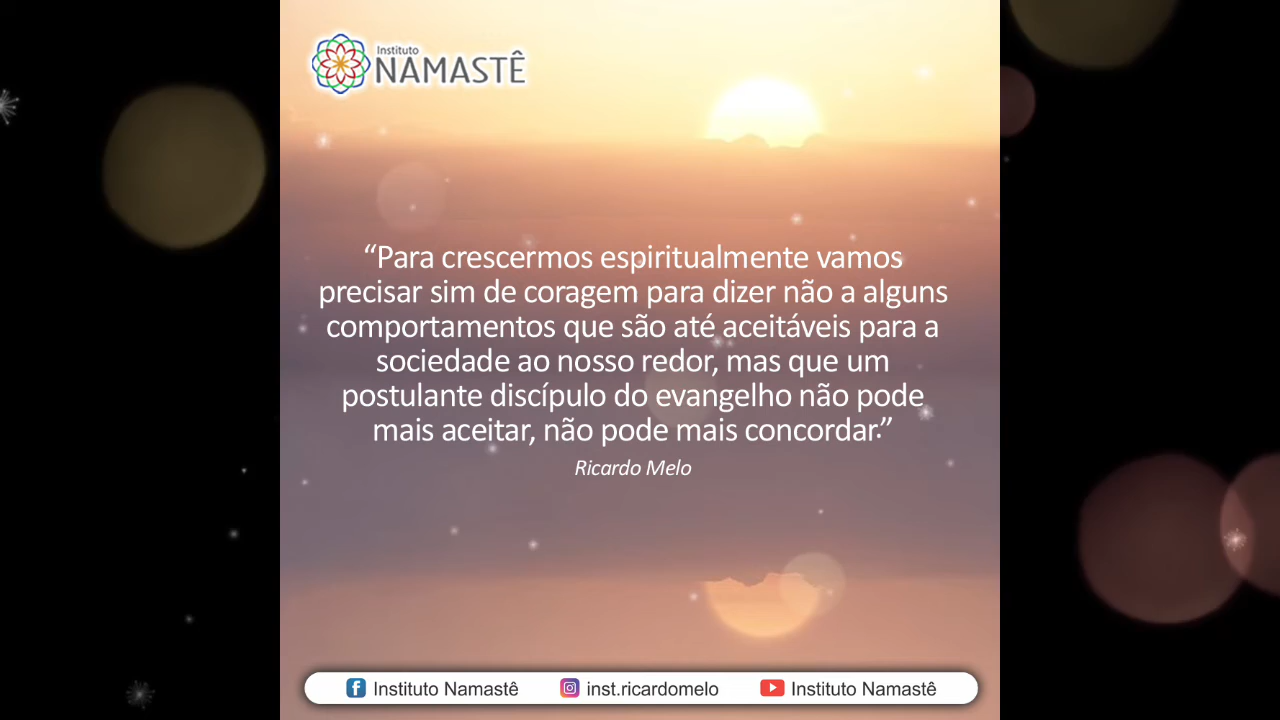 Instituto
NAMASTÊ
“Para crescermos espiritualmente vamos
precisar sim de coragem para dizer não a alguns
comportamentos que são até aceitáveis para a
sociedade ao nosso redor, mas que um
postulante discípulo do evangelho não pode
mais aceitar, não pode mais concordar.”
Ricardo Melo
Instituto Namastê inst.ricardomelo Instituto Namastê